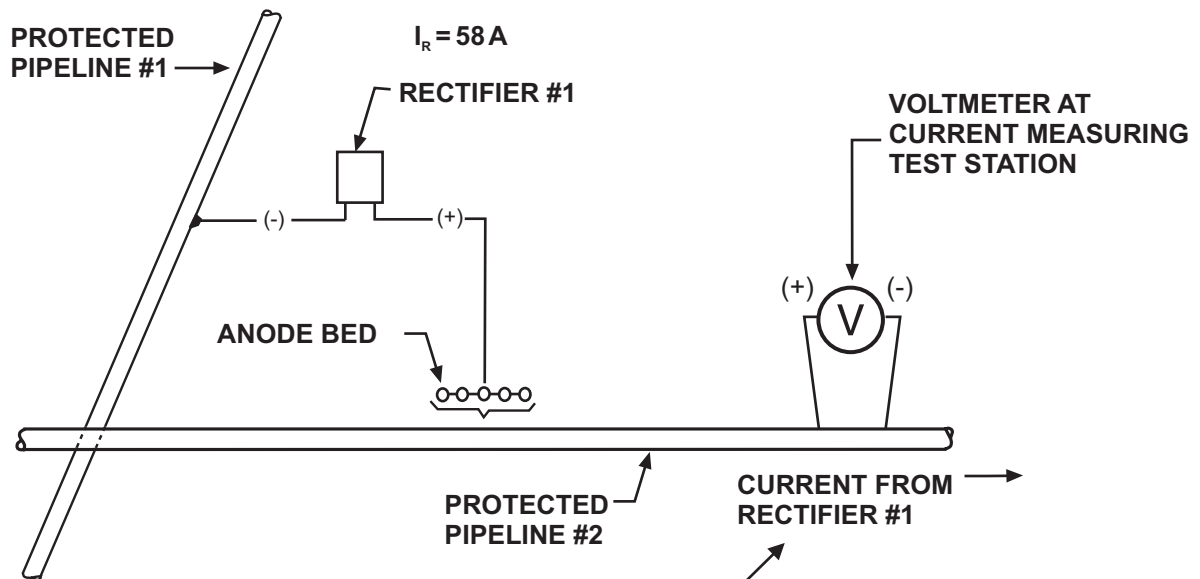 PROTECTED
PIPELINE #1
I_R = 58 A
RECTIFIER #1
VOLTMETER AT
CURRENT MEASURING
TEST STATION
(-)
(+)
(+)
(-)
V
ANODE BED
PROTECTED
PIPELINE #2
CURRENT FROM
RECTIFIER #1